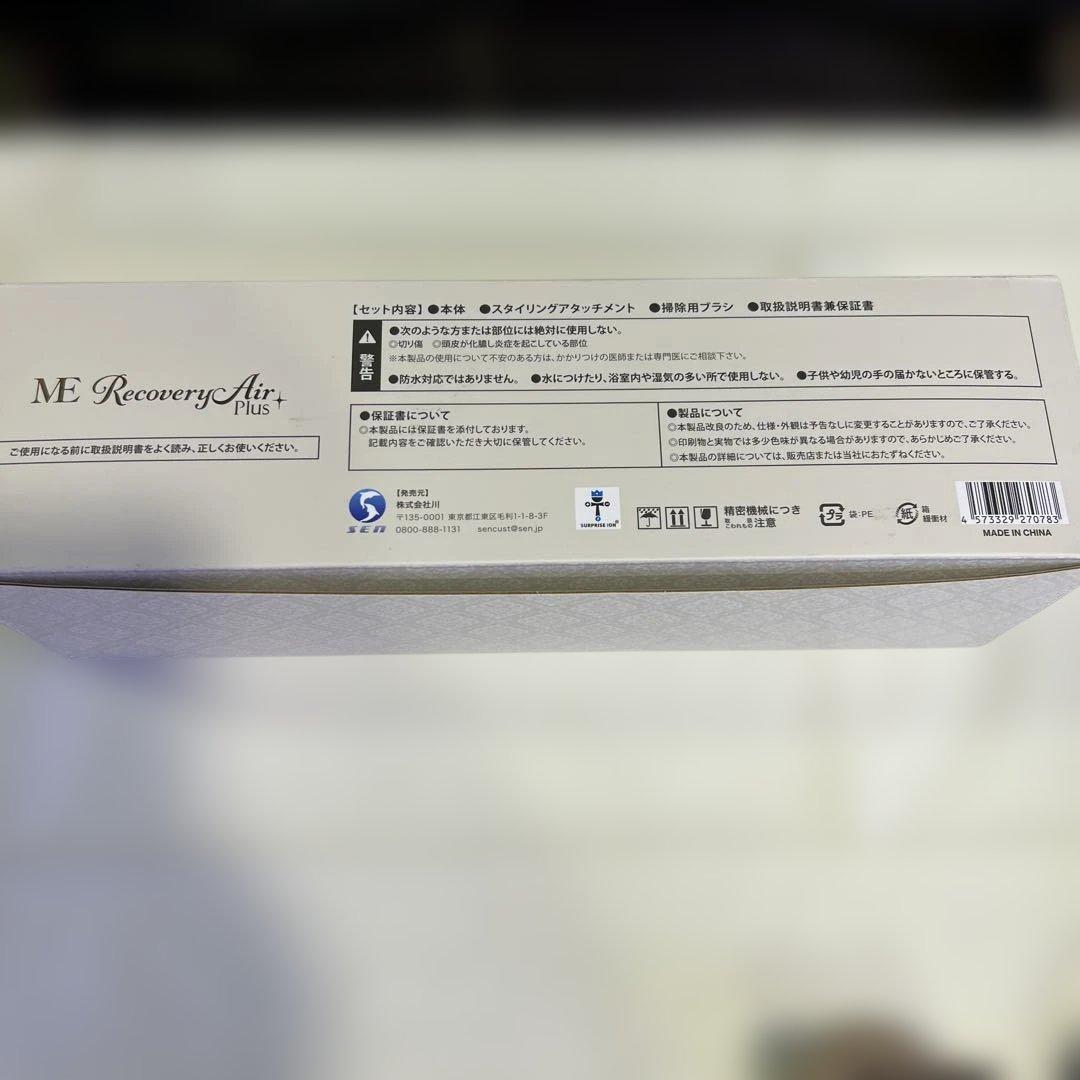 ME Recovery Air
Plus
ご使用になる前に取扱説明書をよく読み、正しくお使いください。
【セット内容】●本体 ●スタイリングアタッチメント ●掃除用ブラシ ●取扱説明書兼保証書
警告
●次のような方または部位には絶対に使用しない。
◎切り傷 ◎頭皮が化膿し炎症を起こしている部位
※本製品の使用について不安のある方は、かかりつけの医師または専門医にご相談下さい。
●防水対応ではありません。 ●水につけたり、浴室内や湿気の多い所で使用しない。 ●子供や幼児の手の届かないところに保管する。
●保証書について
◎本製品には保証書を添付しております。
記載内容をご確認いただき大切に保管してください。
●製品について
◎本製品改良のため、仕様・外観は予告なしに変更することがありますので、ご了承ください。
◎印刷物と実物では多少色味が異なる場合がありますので、あらかじめご了承ください。
◎本製品の詳細については、販売店または当社におたずねください。
SEN
【発売元】
株式会社川
〒135-0001 東京都江東区毛利1-1-8-3F
0800-888-1131 sencust@sen.jp
SURPRISE ION
精密機械につき
取扱注意
こわれもの
プラ 袋:PE
紙 箱
緩衝材
4 573329 270783
MADE IN CHINA